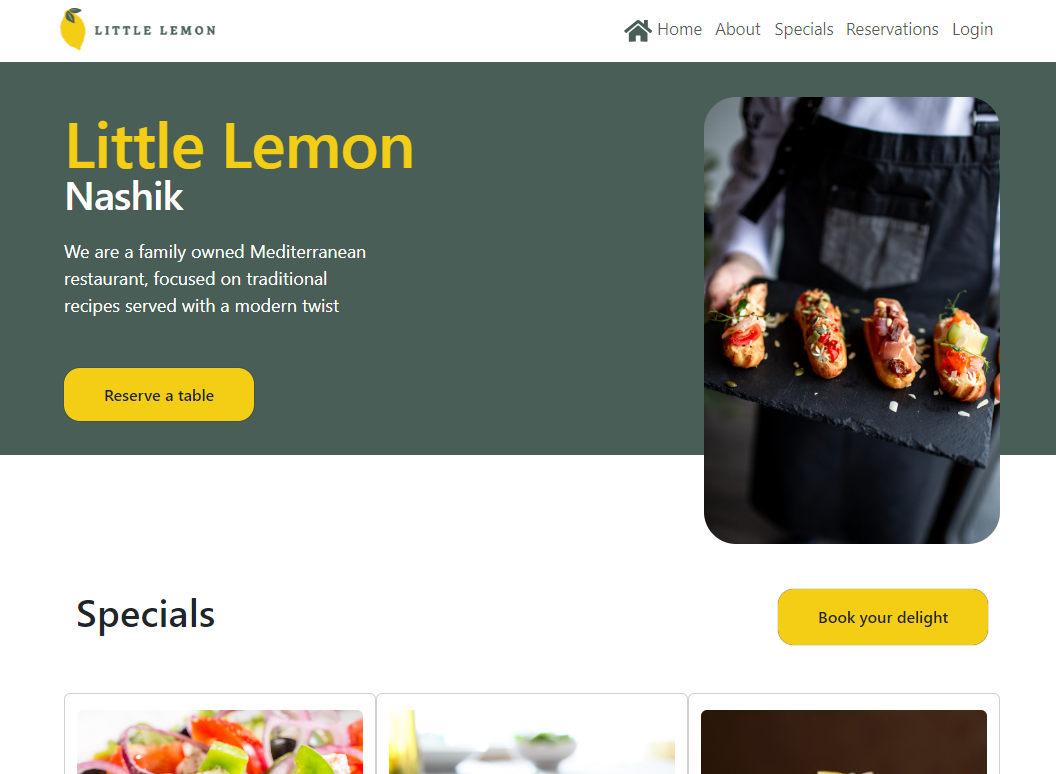 LITTLE LEMON
Home About Specials Reservations Login
Little Lemon
Nashik
We are a family owned Mediterranean
restaurant, focused on traditional
recipes served with a modern twist
Reserve a table
Specials
Book your delight